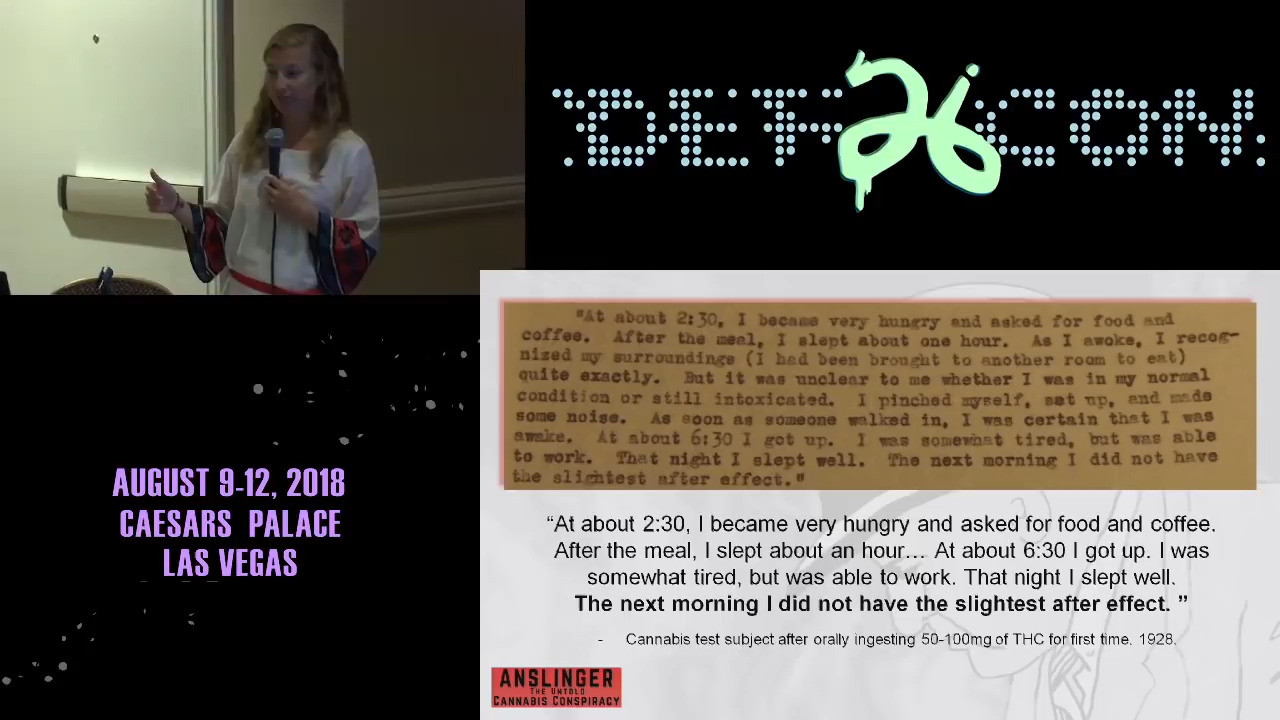 DEF 26 CON
"At about 2:30, I became very hungry and asked for food and
coffee. After the meal, I slept about one hour. As I awoke, I recog-
nized my surroundings (I had been brought to another room to eat)
quite exactly. But it was unclear to me whether I was in my normal
condition or still intoxicated. I pinched myself, sat up, and made
some noise. As soon as someone walked in, I was certain that I was
awake. At about 6:30 I got up. I was somewhat tired, but was able
to work. That night I slept well. The next morning I did not have
the slightest after effect."
AUGUST 9-12, 2018
CAESARS PALACE
LAS VEGAS
“At about 2:30, I became very hungry and asked for food and coffee.
After the meal, I slept about an hour… At about 6:30 I got up. I was
somewhat tired, but was able to work. That night I slept well.
The next morning I did not have the slightest after effect. ”
- Cannabis test subject after orally ingesting 50-100mg of THC for first time. 1928.
ANSLINGER
THE UNTOLD
CANNABIS CONSPIRACY